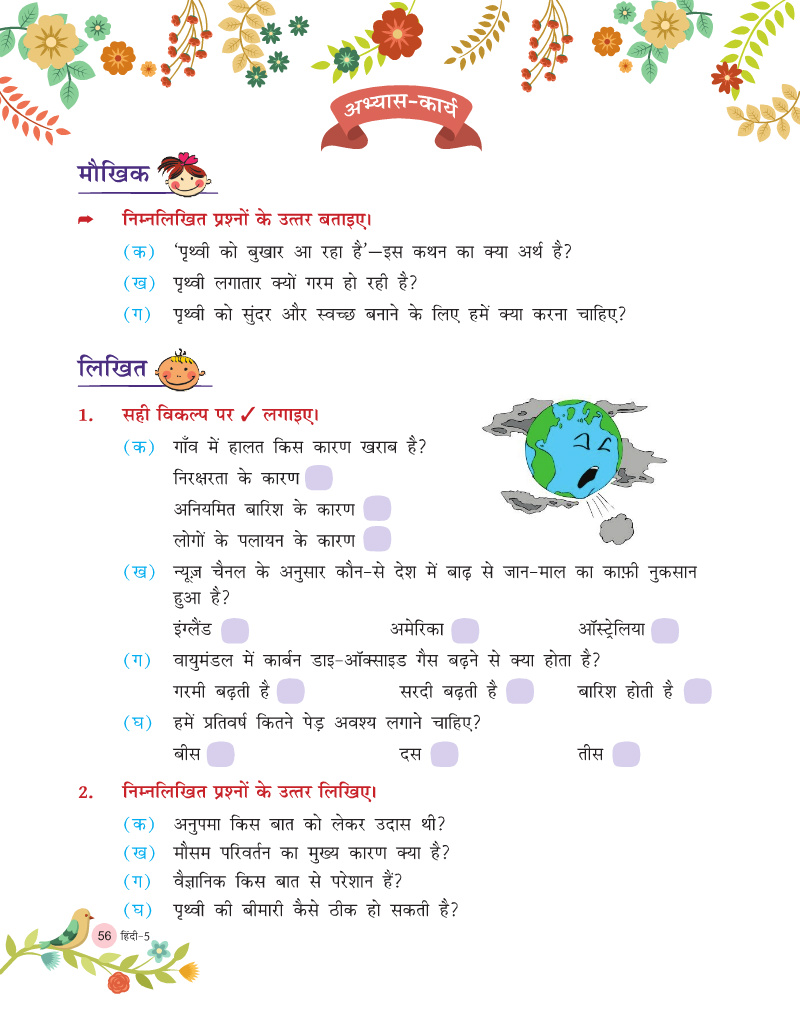 अभ्यास-कार्य
मौखिक
निम्नलिखित प्रश्नों के उत्तर बताइए।
(क) ‘पृथ्वी को बुखार आ रहा है’—इस कथन का क्या अर्थ है?
(ख) पृथ्वी लगातार क्यों गरम हो रही है?
(ग) पृथ्वी को सुंदर और स्वच्छ बनाने के लिए हमें क्या करना चाहिए?
लिखित
1. सही विकल्प पर ✓ लगाइए।
(क) गाँव में हालत किस कारण खराब है?
निरक्षरता के कारण
अनियमित बारिश के कारण
लोगों के पलायन के कारण
(ख) न्यूज़ चैनल के अनुसार कौन-से देश में बाढ़ से जान-माल का काफ़ी नुकसान
हुआ है?
इंग्लैंड अमेरिका ऑस्ट्रेलिया
(ग) वायुमंडल में कार्बन डाइ-ऑक्साइड गैस बढ़ने से क्या होता है?
गरमी बढ़ती है सरदी बढ़ती है बारिश होती है
(घ) हमें प्रतिवर्ष कितने पेड़ अवश्य लगाने चाहिए?
बीस दस तीस
2. निम्नलिखित प्रश्नों के उत्तर लिखिए।
(क) अनुपमा किस बात को लेकर उदास थी?
(ख) मौसम परिवर्तन का मुख्य कारण क्या है?
(ग) वैज्ञानिक किस बात से परेशान हैं?
(घ) पृथ्वी की बीमारी कैसे ठीक हो सकती है?
56 हिंदी-5